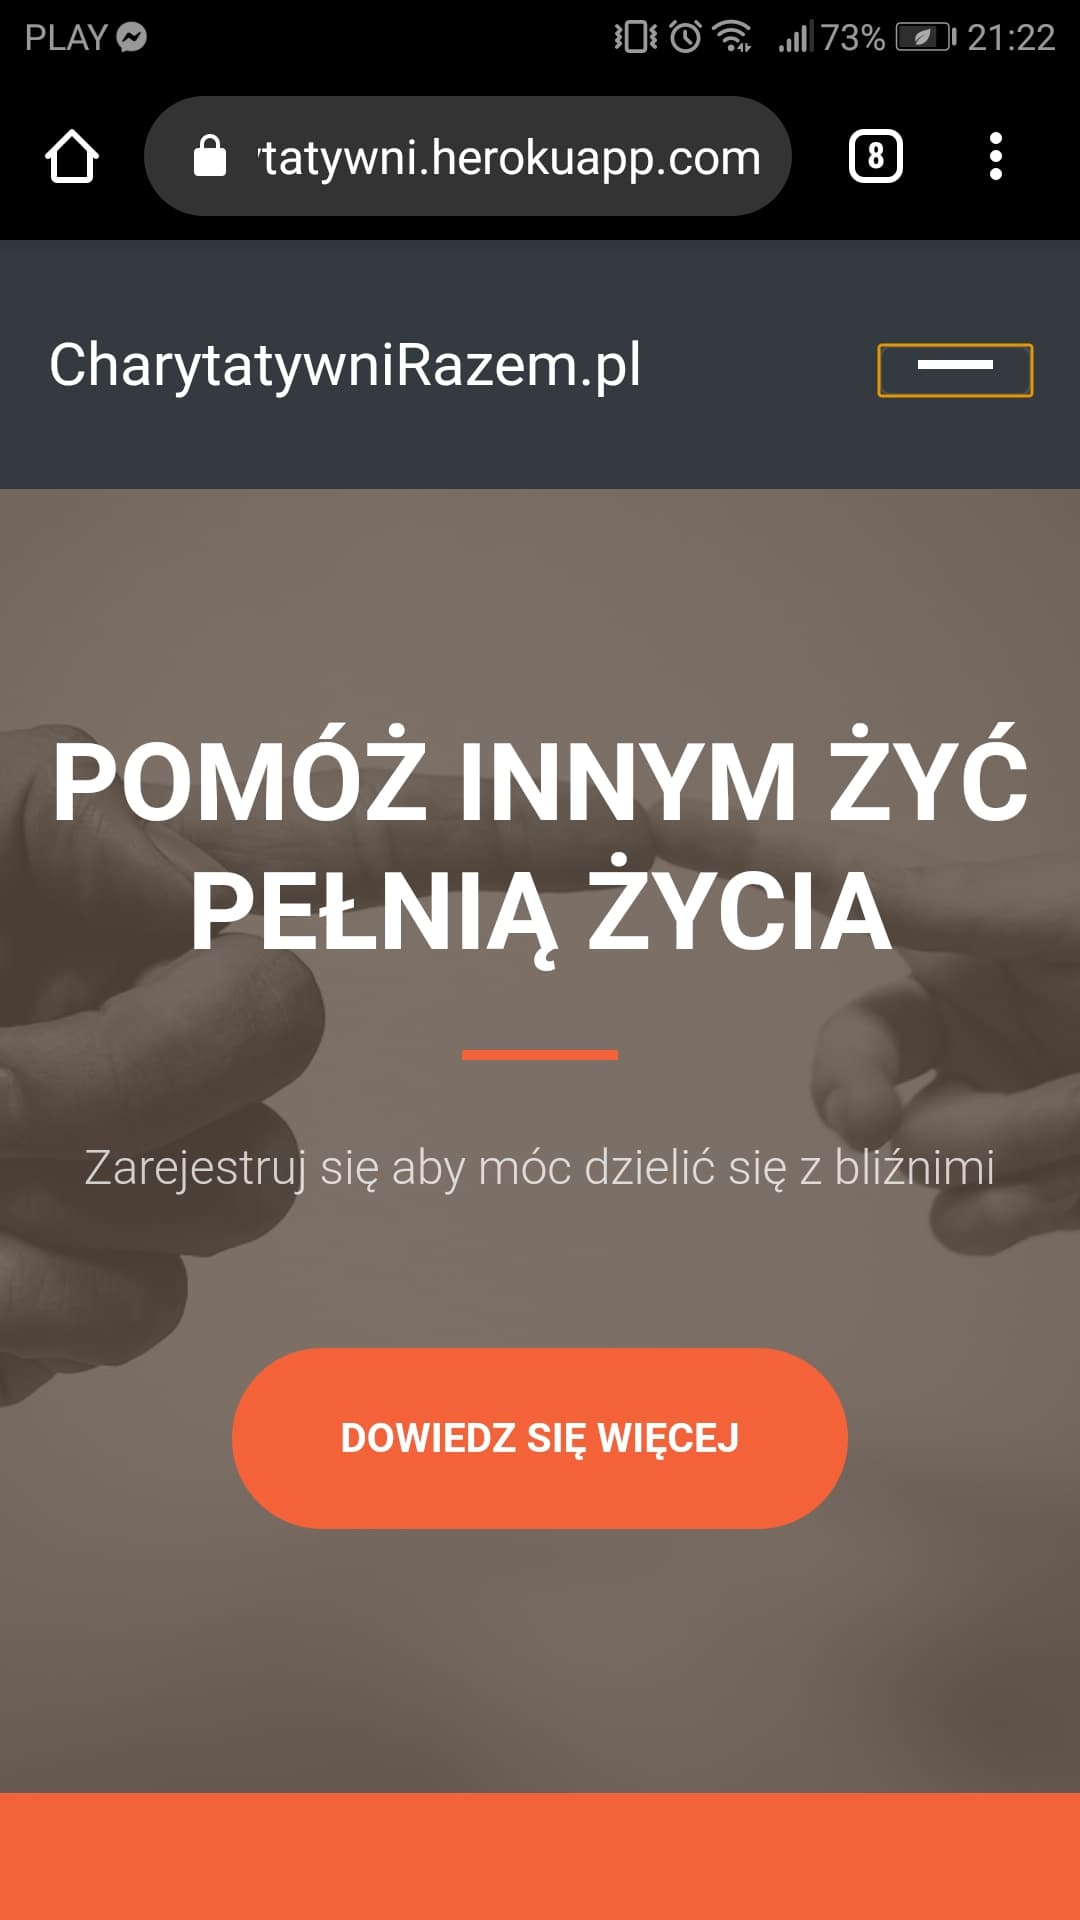 PLAY 73% 21:22
tatywni.herokuapp.com 8
CharytatywniRazem.pl
POMÓŻ INNYM ŻYĆ
PEŁNIĄ ŻYCIA
Zarejestruj się aby móc dzielić się z bliźnimi
DOWIEDZ SIĘ WIĘCEJ